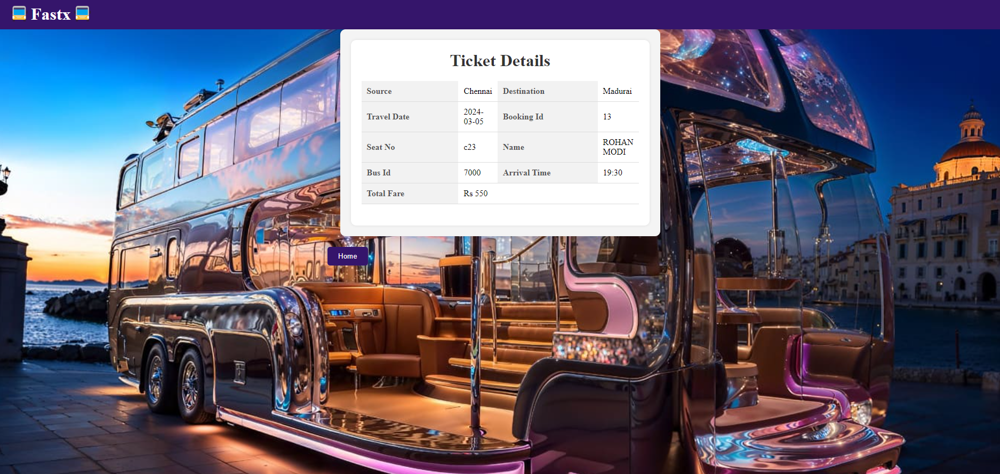 Fastx
Ticket Details
Source Chennai Destination Madurai
Travel Date 2024-
03-05 Booking Id 13
Seat No c23 Name ROHAN
MODI
Bus Id 7000 Arrival Time 19:30
Total Fare Rs 550
Home